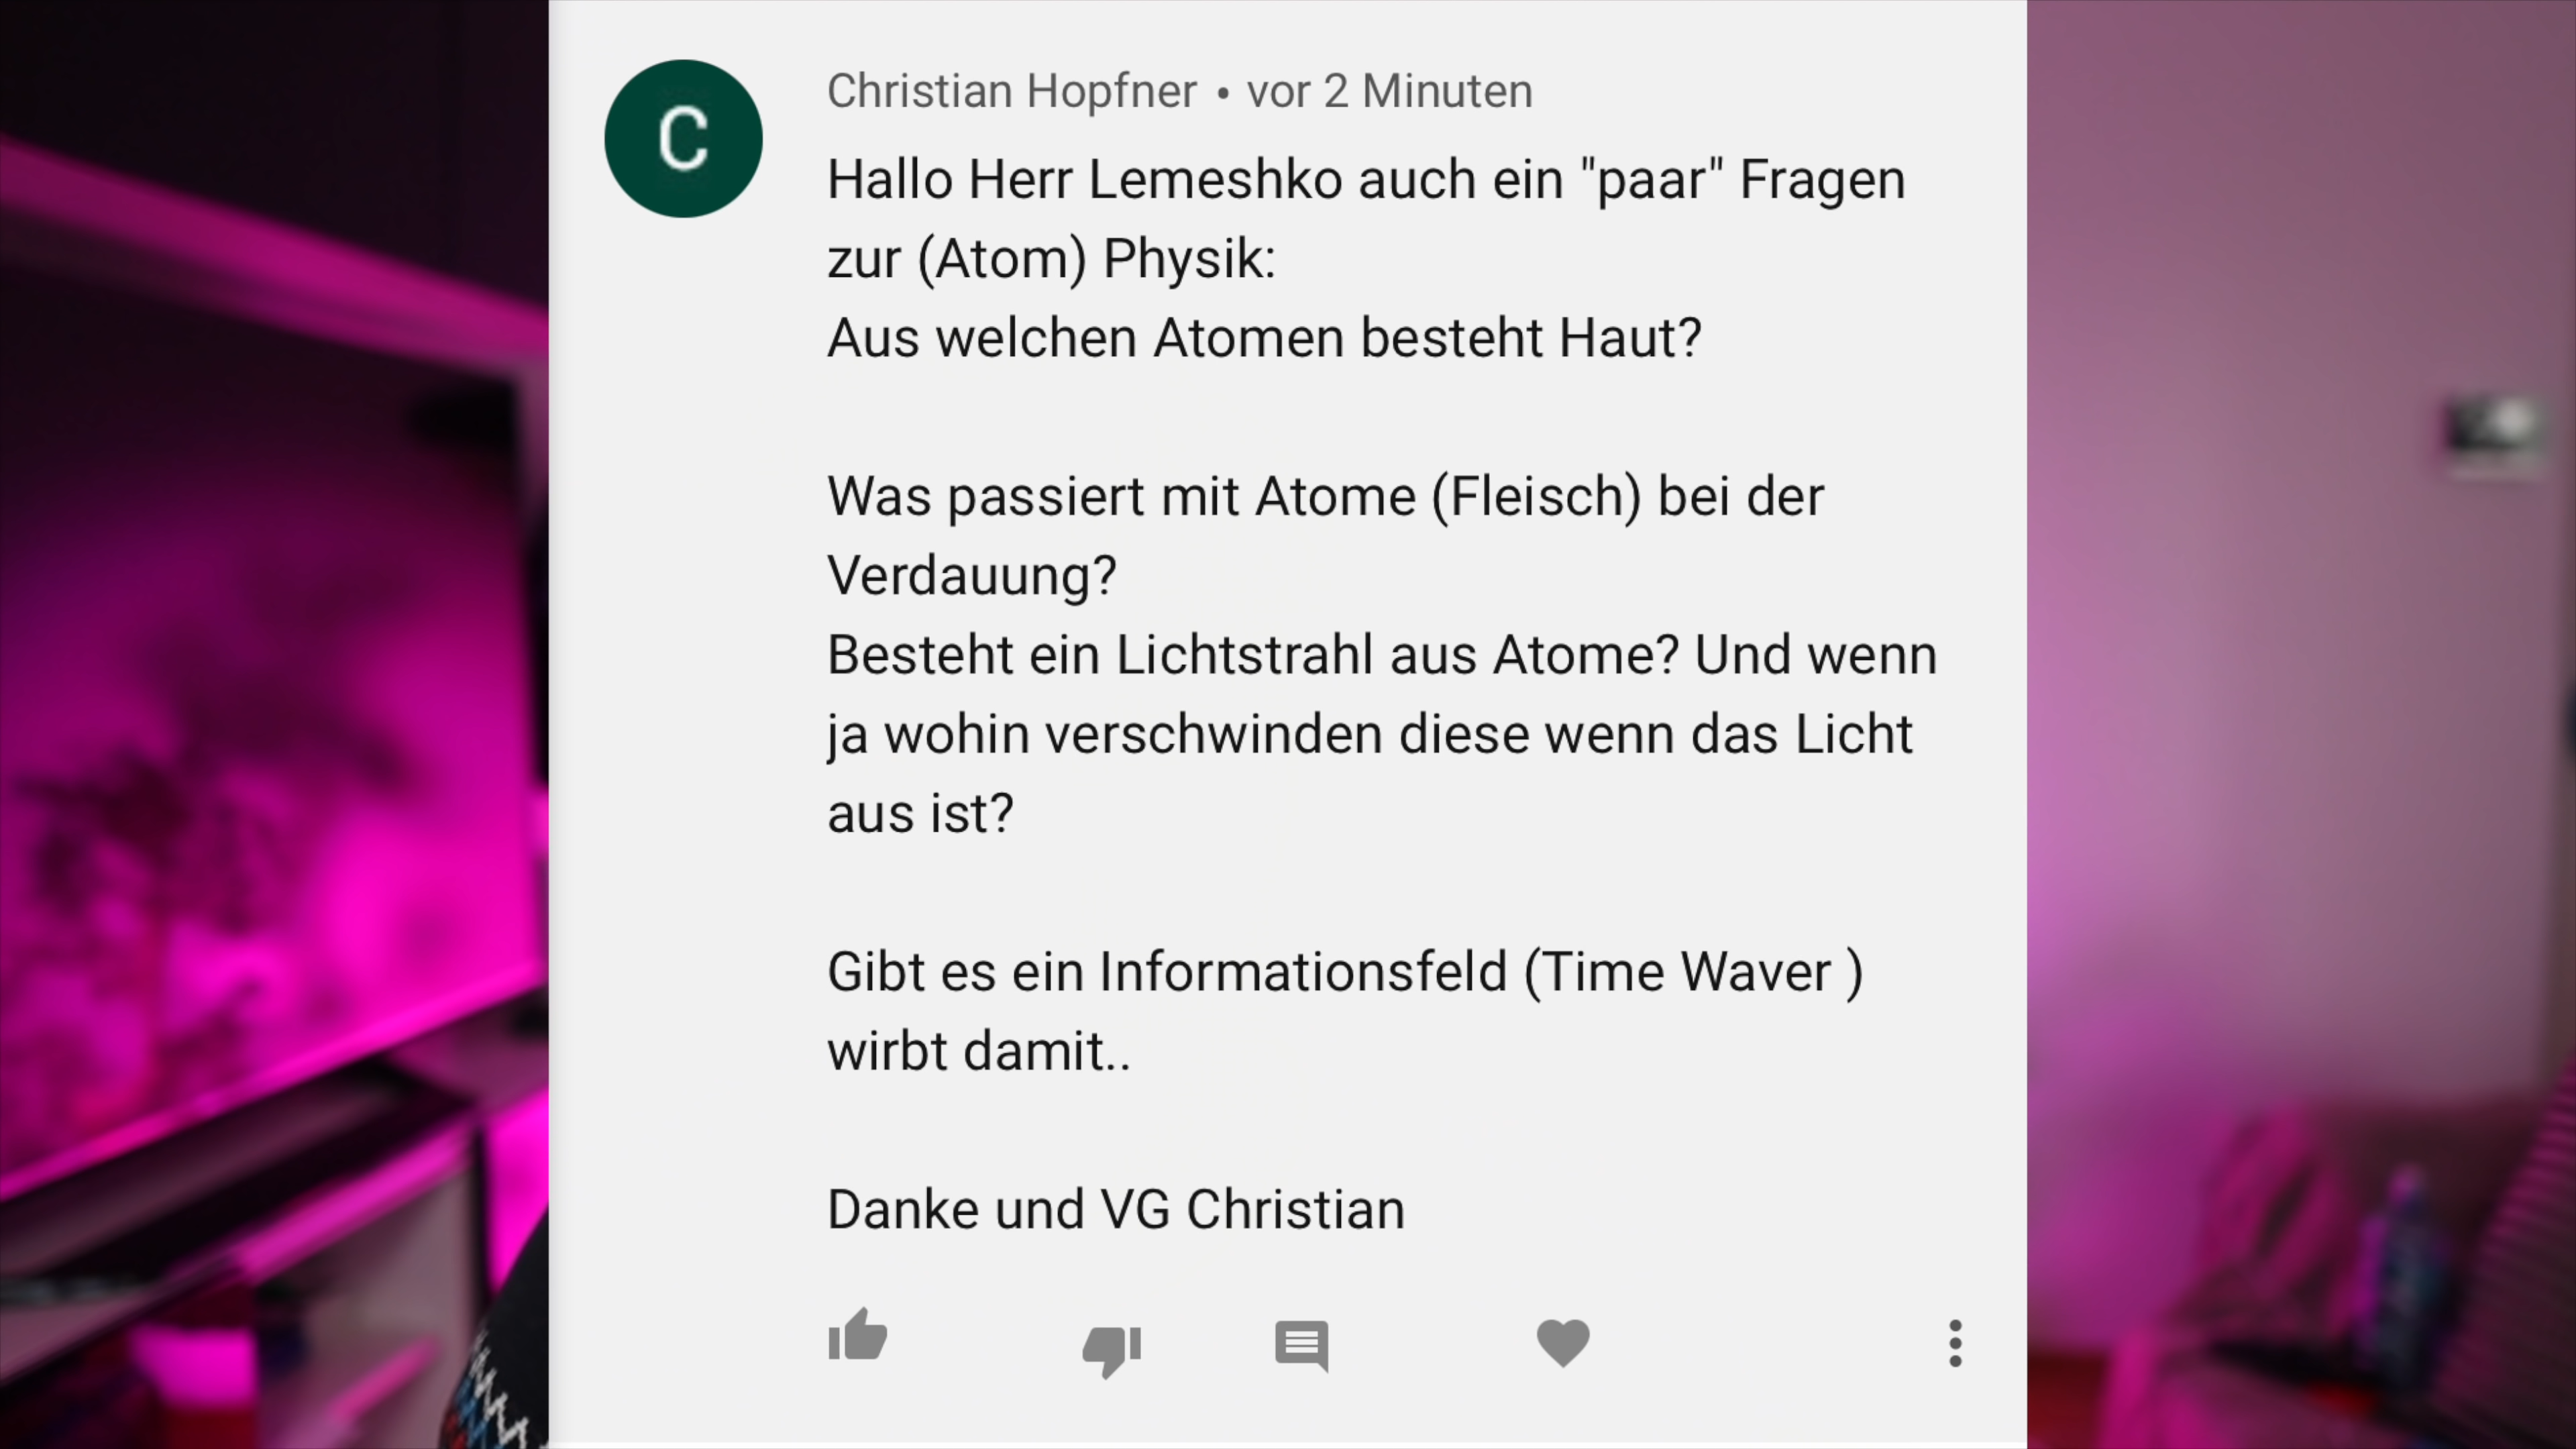 C
Christian Hopfner • vor 2 Minuten
Hallo Herr Lemeshko auch ein "paar" Fragen
zur (Atom) Physik:
Aus welchen Atomen besteht Haut?
Was passiert mit Atome (Fleisch) bei der
Verdauung?
Besteht ein Lichtstrahl aus Atome? Und wenn
ja wohin verschwinden diese wenn das Licht
aus ist?
Gibt es ein Informationsfeld (Time Waver )
wirbt damit..
Danke und VG Christian